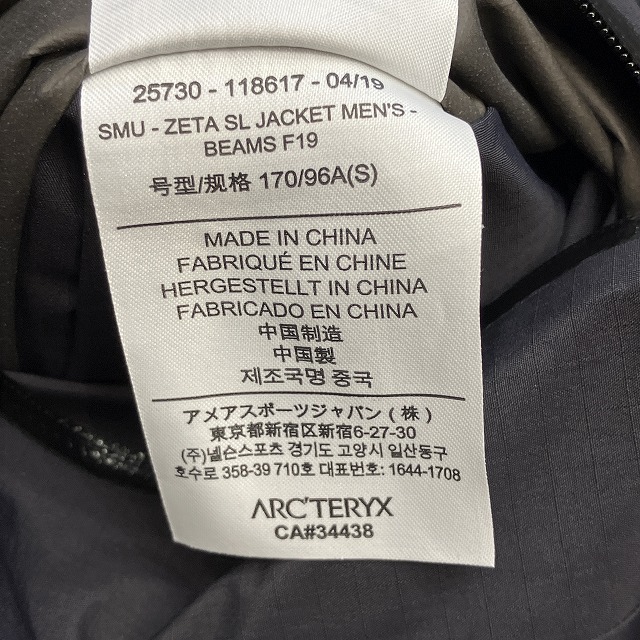 25730 - 118617 - 04/19
SMU - ZETA SL JACKET MEN'S -
BEAMS F19
号型/规格 170/96A(S)
MADE IN CHINA
FABRIQUÉ EN CHINE
HERGESTELLT IN CHINA
FABRICADO EN CHINA
中国制造
中国製
제조국명 중국
アメアスポーツジャパン(株)
東京都新宿区新宿6-27-30
(주)넬슨스포츠 경기도 고양시 일산동구
호수로 358-39 710호 대표번호: 1644-1708
ARC'TERYX
CA#34438